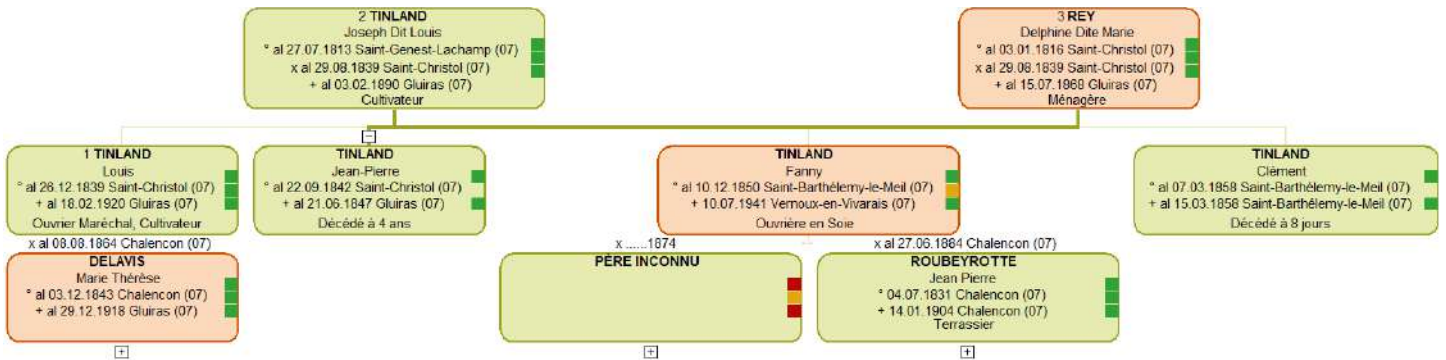 2 TINLAND
Joseph Dit Louis
° al 27.07.1813 Saint-Genest-Lachamp (07)
x al 29.08.1839 Saint-Christol (07)
+ al 03.02.1890 Gluiras (07)
Cultivateur
3 REY
Delphine Dite Marie
° al 03.01.1816 Saint-Christol (07)
x al 29.08.1839 Saint-Christol (07)
+ al 15.07.1868 Gluiras (07)
Ménagère
1 TINLAND
Louis
° al 26.12.1839 Saint-Christol (07)
+ al 18.02.1920 Gluiras (07)
Ouvrier Maréchal, Cultivateur
x al 08.08.1864 Chalencon (07)
DELAVIS
Marie Thérèse
° al 03.12.1843 Chalencon (07)
+ al 29.12.1918 Gluiras (07)
TINLAND
Jean-Pierre
° al 22.09.1842 Saint-Christol (07)
+ al 21.06.1847 Gluiras (07)
Décédé à 4 ans
TINLAND
Fanny
° al 10.12.1850 Saint-Barthélemy-le-Meil (07)
+ 10.07.1941 Vernoux-en-Vivarais (07)
Ouvrière en Soie
x ......1874
PÈRE INCONNU
x al 27.06.1884 Chalencon (07)
ROUBEYROTTE
Jean Pierre
° 04.07.1831 Chalencon (07)
+ 14.01.1904 Chalencon (07)
Terrassier
TINLAND
Clément
° al 07.03.1858 Saint-Barthélemy-le-Meil (07)
+ al 15.03.1858 Saint-Barthélemy-le-Meil (07)
Décédé à 8 jours